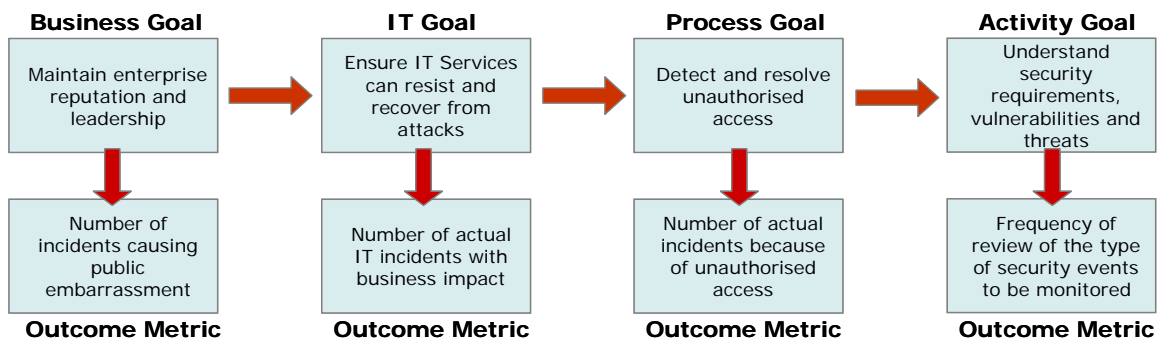 Business Goal
Maintain enterprise
reputation and
leadership
Number of
incidents causing
public
embarrassment
Outcome Metric
IT Goal
Ensure IT Services
can resist and
recover from
attacks
Number of actual
IT incidents with
business impact
Outcome Metric
Process Goal
Detect and resolve
unauthorised
access
Number of actual
incidents because
of unauthorised
access
Outcome Metric
Activity Goal
Understand
security
requirements,
vulnerabilities and
threats
Frequency of
review of the type
of security events
to be monitored
Outcome Metric